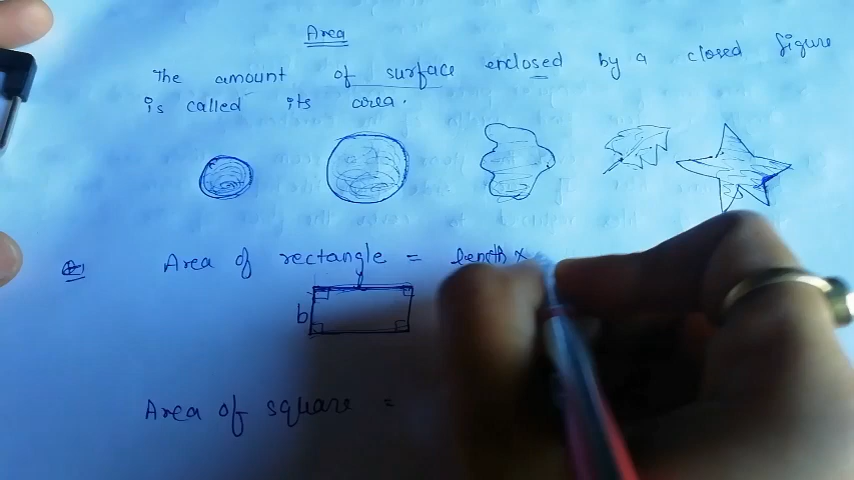 Area
The amount of surface enclosed by a closed figure
is called its area.
Area of rectangle = length ×
b
Area of square =